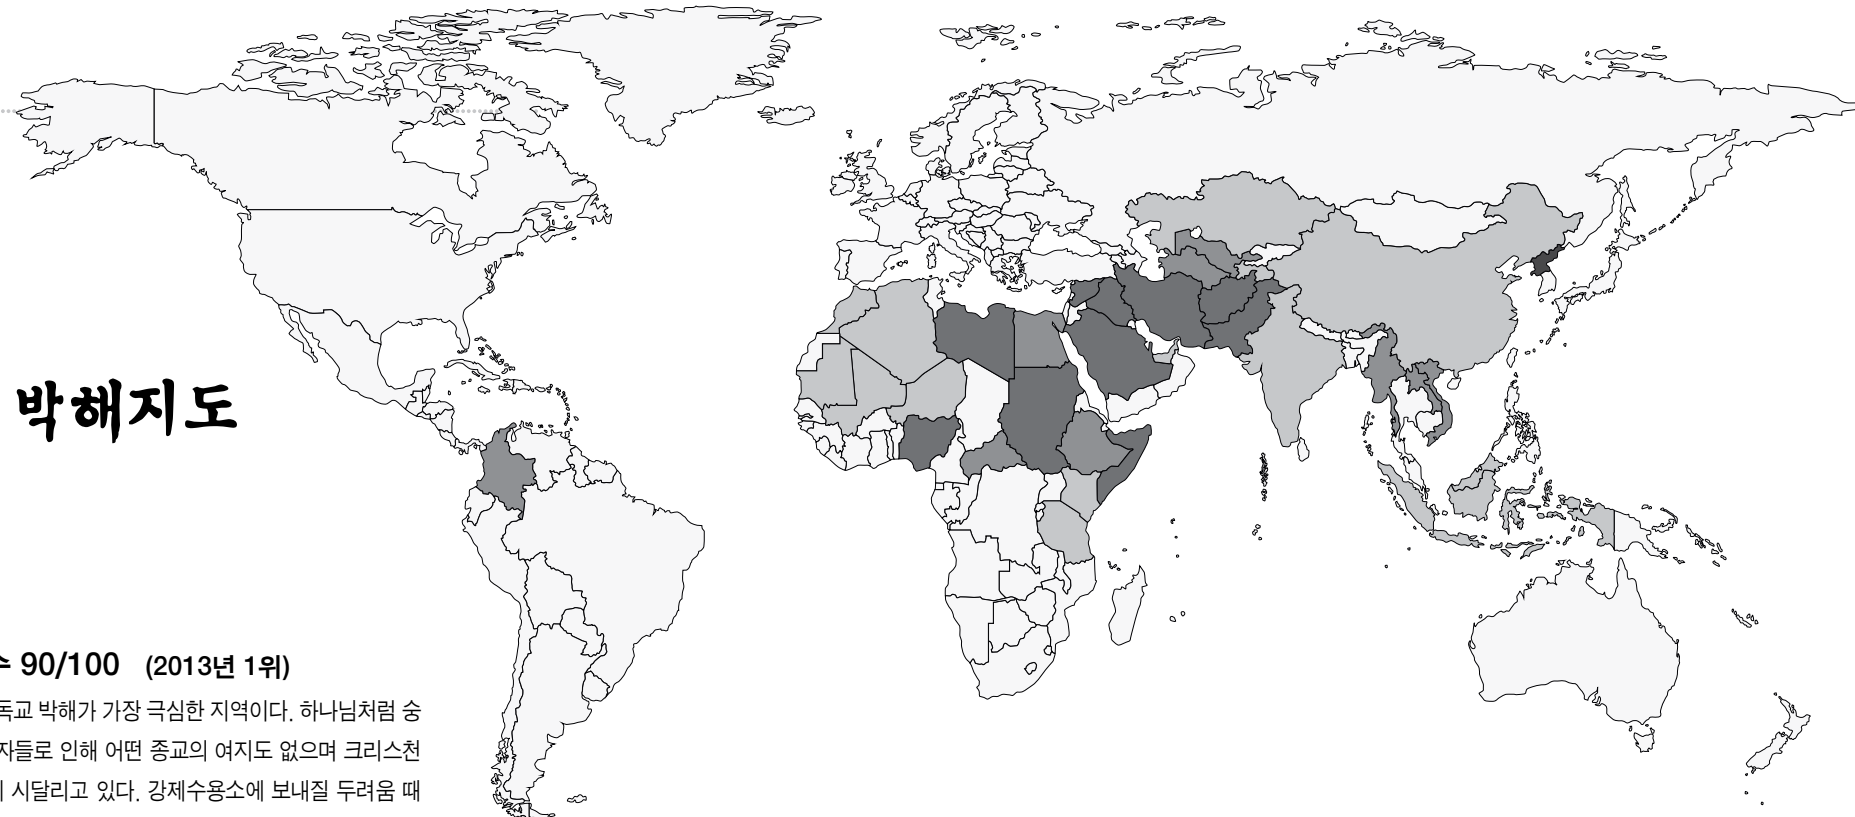 박해지도
90/100 (2013년 1위)
독교 박해가 가장 극심한 지역이다. 하나님처럼 숭
자들로 인해 어떤 종교의 여지도 없으며 크리스천
시달리고 있다. 강제수용소에 보내질 두려움 때